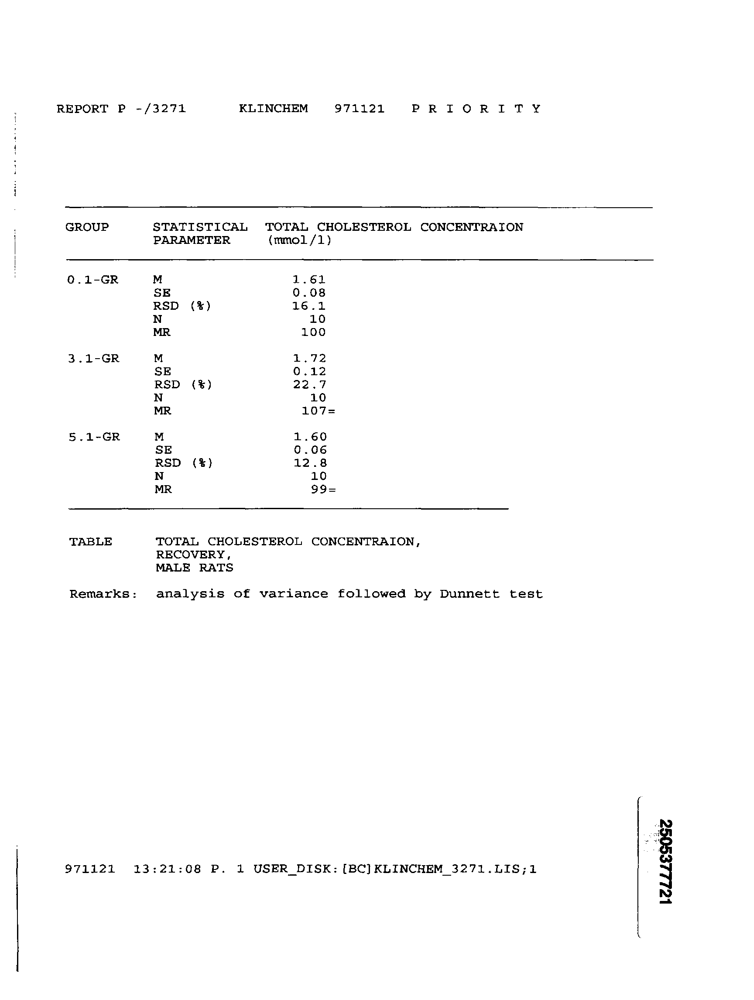 REPORT P -/3271 KLINCHEM 971121 P R I O R I T Y
GROUP STATISTICAL TOTAL CHOLESTEROL CONCENTRAION
PARAMETER (mmol/l)
0.1-GR M 1.61
SE 0.08
RSD (%) 16.1
N 10
MR 100
3.1-GR M 1.72
SE 0.12
RSD (%) 22.7
N 10
MR 107=
5.1-GR M 1.60
SE 0.06
RSD (%) 12.8
N 10
MR 99=
TABLE TOTAL CHOLESTEROL CONCENTRAION,
RECOVERY,
MALE RATS
Remarks: analysis of variance followed by Dunnett test
971121 13:21:08 P. 1 USER_DISK:[BC]KLINCHEM_3271.LIS;1
2505377721